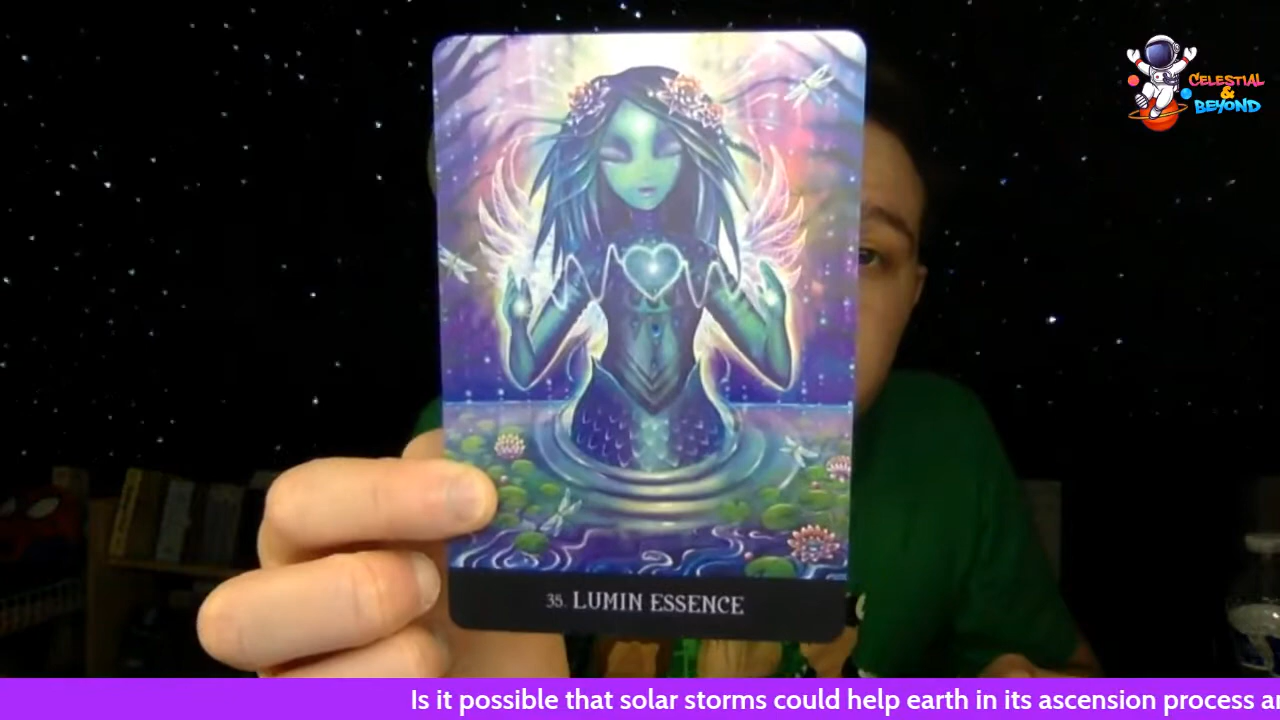 CELESTIAL
&
BEYOND
35. LUMIN ESSENCE
Is it possible that solar storms could help earth in its ascension process